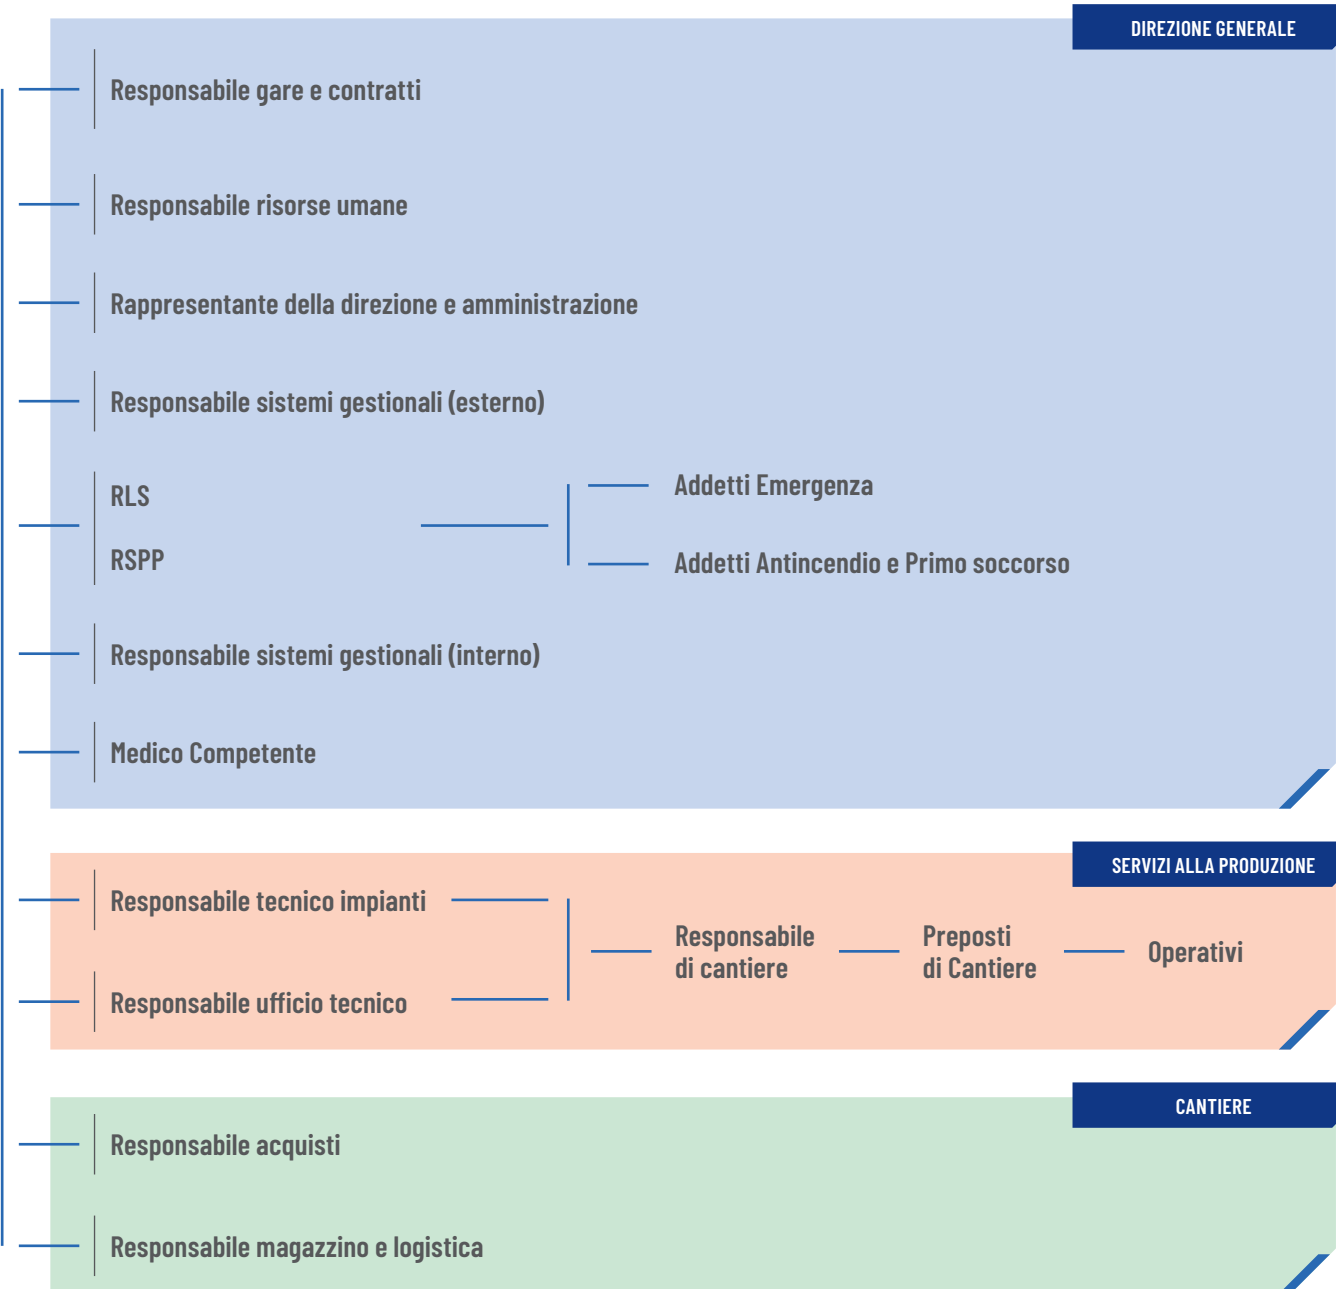 DIREZIONE GENERALE
Responsabile gare e contratti
Responsabile risorse umane
Rappresentante della direzione e amministrazione
Responsabile sistemi gestionali (esterno)
RLS
RSPP
Addetti Emergenza
Addetti Antincendio e Primo soccorso
Responsabile sistemi gestionali (interno)
Medico Competente
SERVIZI ALLA PRODUZIONE
Responsabile tecnico impianti
Responsabile ufficio tecnico
Responsabile
di cantiere
Preposti
di Cantiere
Operativi
CANTIERE
Responsabile acquisti
Responsabile magazzino e logistica